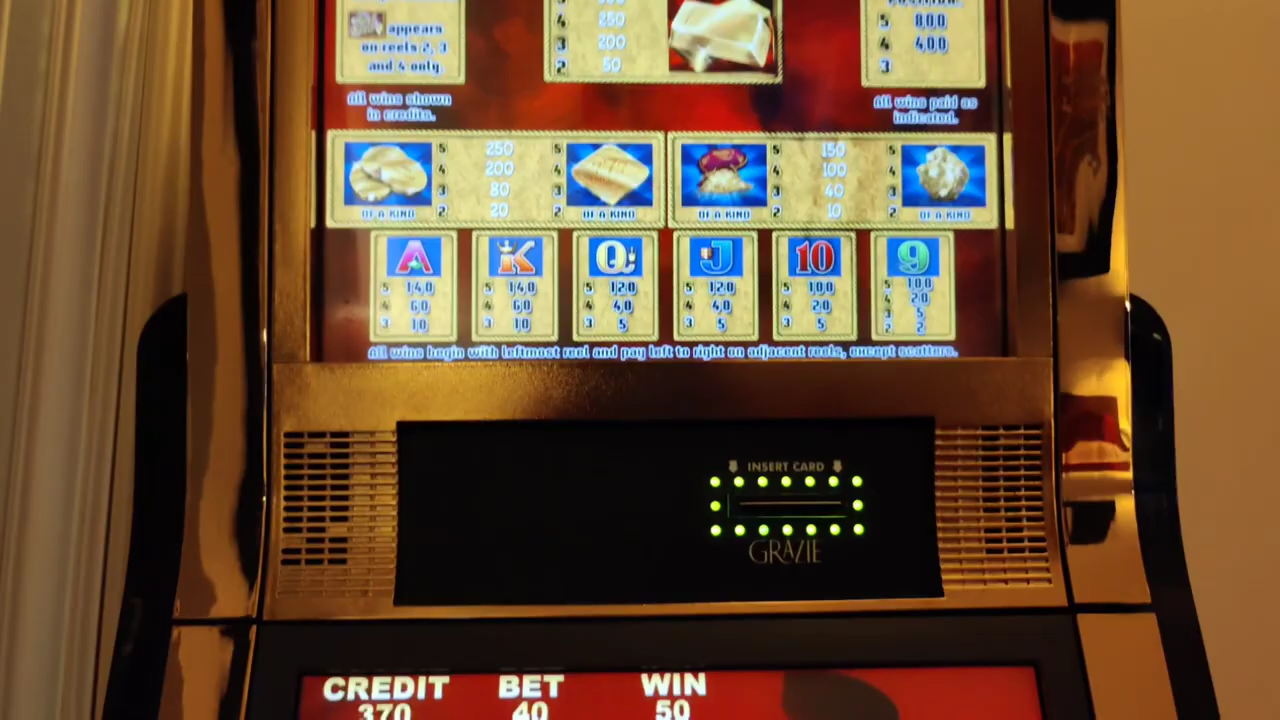 appears
on reels 2, 3
and 4 only.
4 250
3 200
2 50
5 800
4 400
3
All wins shown
in credits.
All wins paid as
indicated.
5 250 5
4 200 4
3 80 3
2 20 2
OF A KIND
OF A KIND
5 150 5
4 100 4
3 40 3
2 10 2
OF A KIND
OF A KIND
A
5 140
4 60
3 10
K
5 140
4 60
3 10
Q
5 120
4 40
3 5
J
5 120
4 40
3 5
10
5 100
4 20
3 5
9
5 100
4 20
3 5
2 2
All wins begin with leftmost reel and pay left to right on adjacent reels, except scatters.
INSERT CARD
GRAZIE
CREDIT BET WIN
370 40 50